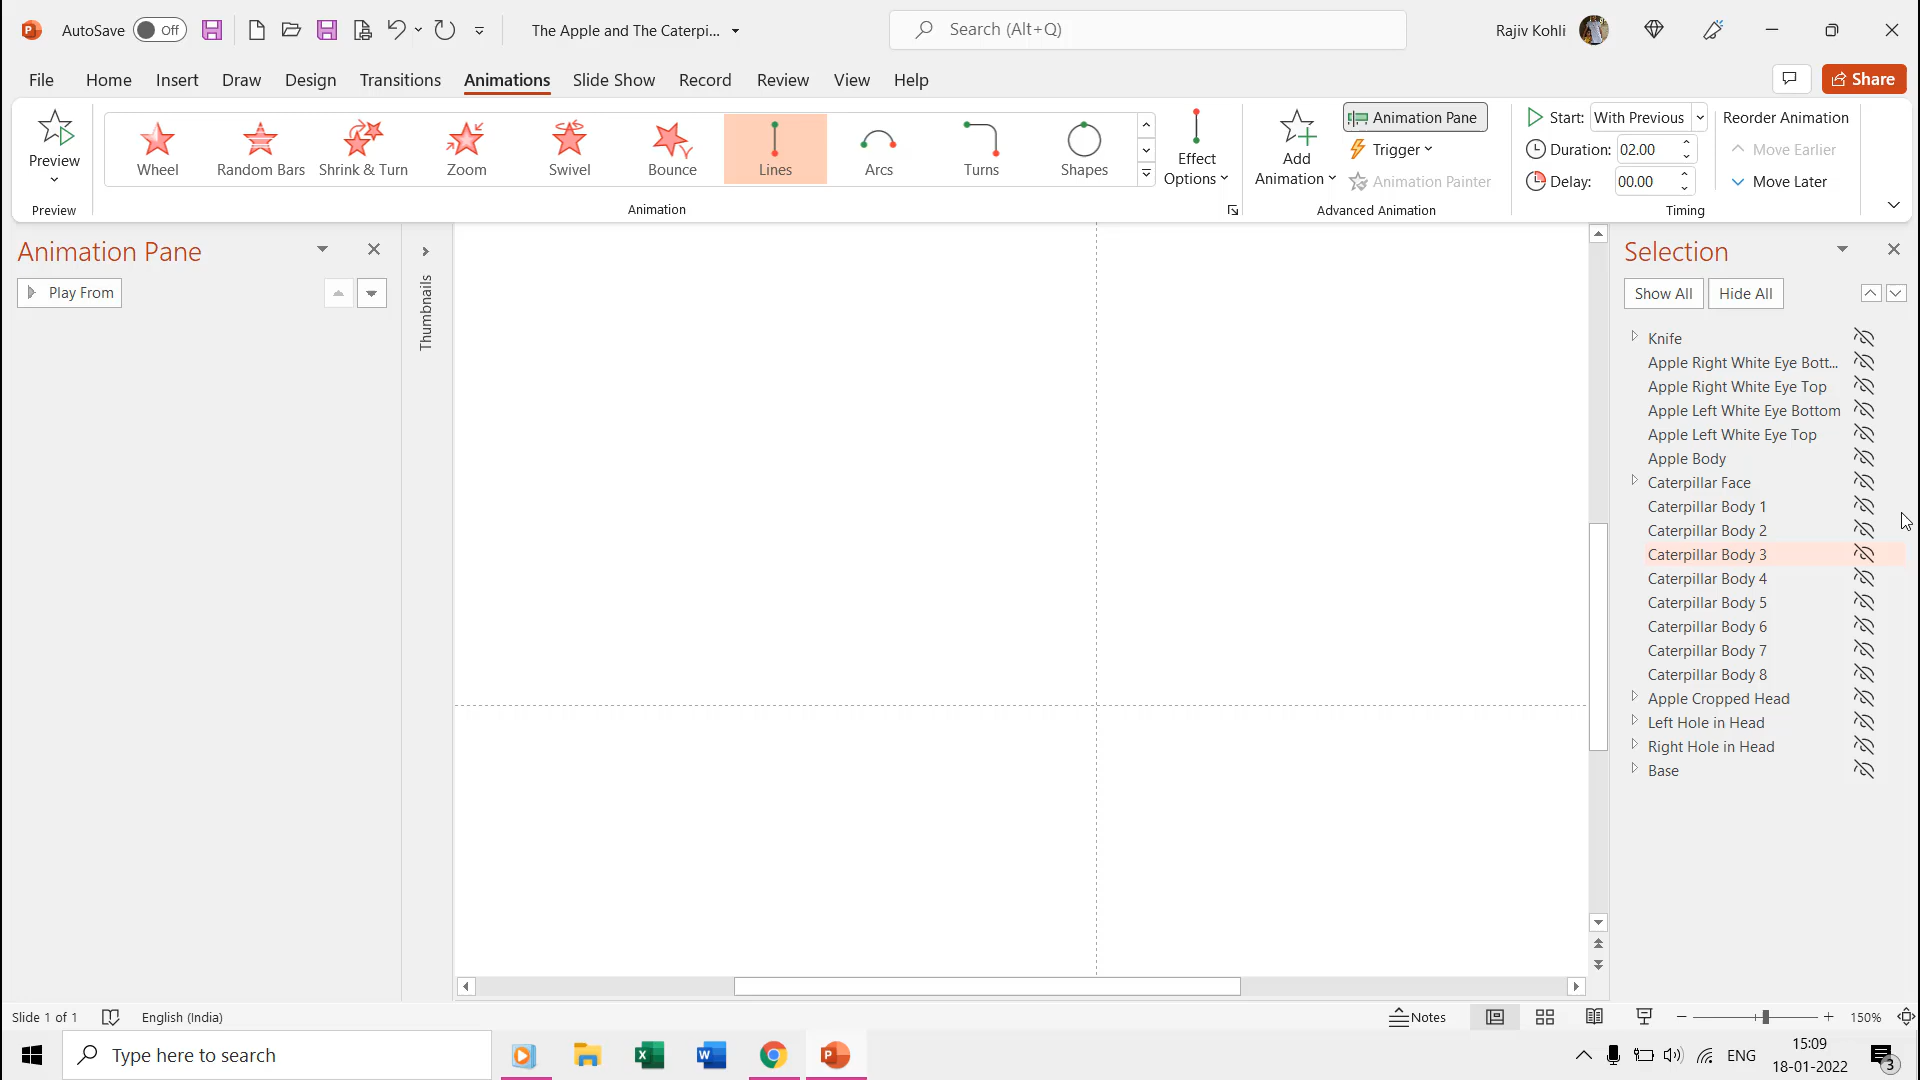 AutoSave Off The Apple and The Caterpi... Search (Alt+Q) Rajiv Kohli
File Home Insert Draw Design Transitions Animations Slide Show Record Review View Help Share
Preview
Wheel Random Bars Shrink & Turn Zoom Swivel Bounce Lines Arcs Turns Shapes
Effect
Options
Add
Animation
Animation Pane
Trigger
Animation Painter
Start: With Previous
Duration: 02.00
Delay: 00.00
Reorder Animation
Move Earlier
Move Later
Preview Animation Advanced Animation Timing
Animation Pane
Play From
Thumbnails
Selection
Show All Hide All
Knife
Apple Right White Eye Bott...
Apple Right White Eye Top
Apple Left White Eye Bottom
Apple Left White Eye Top
Apple Body
Caterpillar Face
Caterpillar Body 1
Caterpillar Body 2
Caterpillar Body 3
Caterpillar Body 4
Caterpillar Body 5
Caterpillar Body 6
Caterpillar Body 7
Caterpillar Body 8
Apple Cropped Head
Left Hole in Head
Right Hole in Head
Base
Slide 1 of 1 English (India) Notes 150%
Type here to search
ENG
15:09
18-01-2022
3